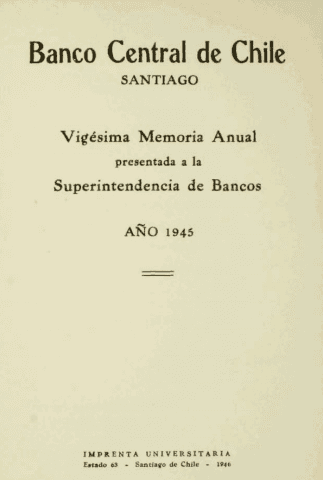 Banco Central de Chile
SANTIAGO
Vigésima Memoria Anual
presentada a la
Superintendencia de Bancos
AÑO 1945
IMPRENTA UNIVERSITARIA
Estado 63 - Santiago de Chile - 1946